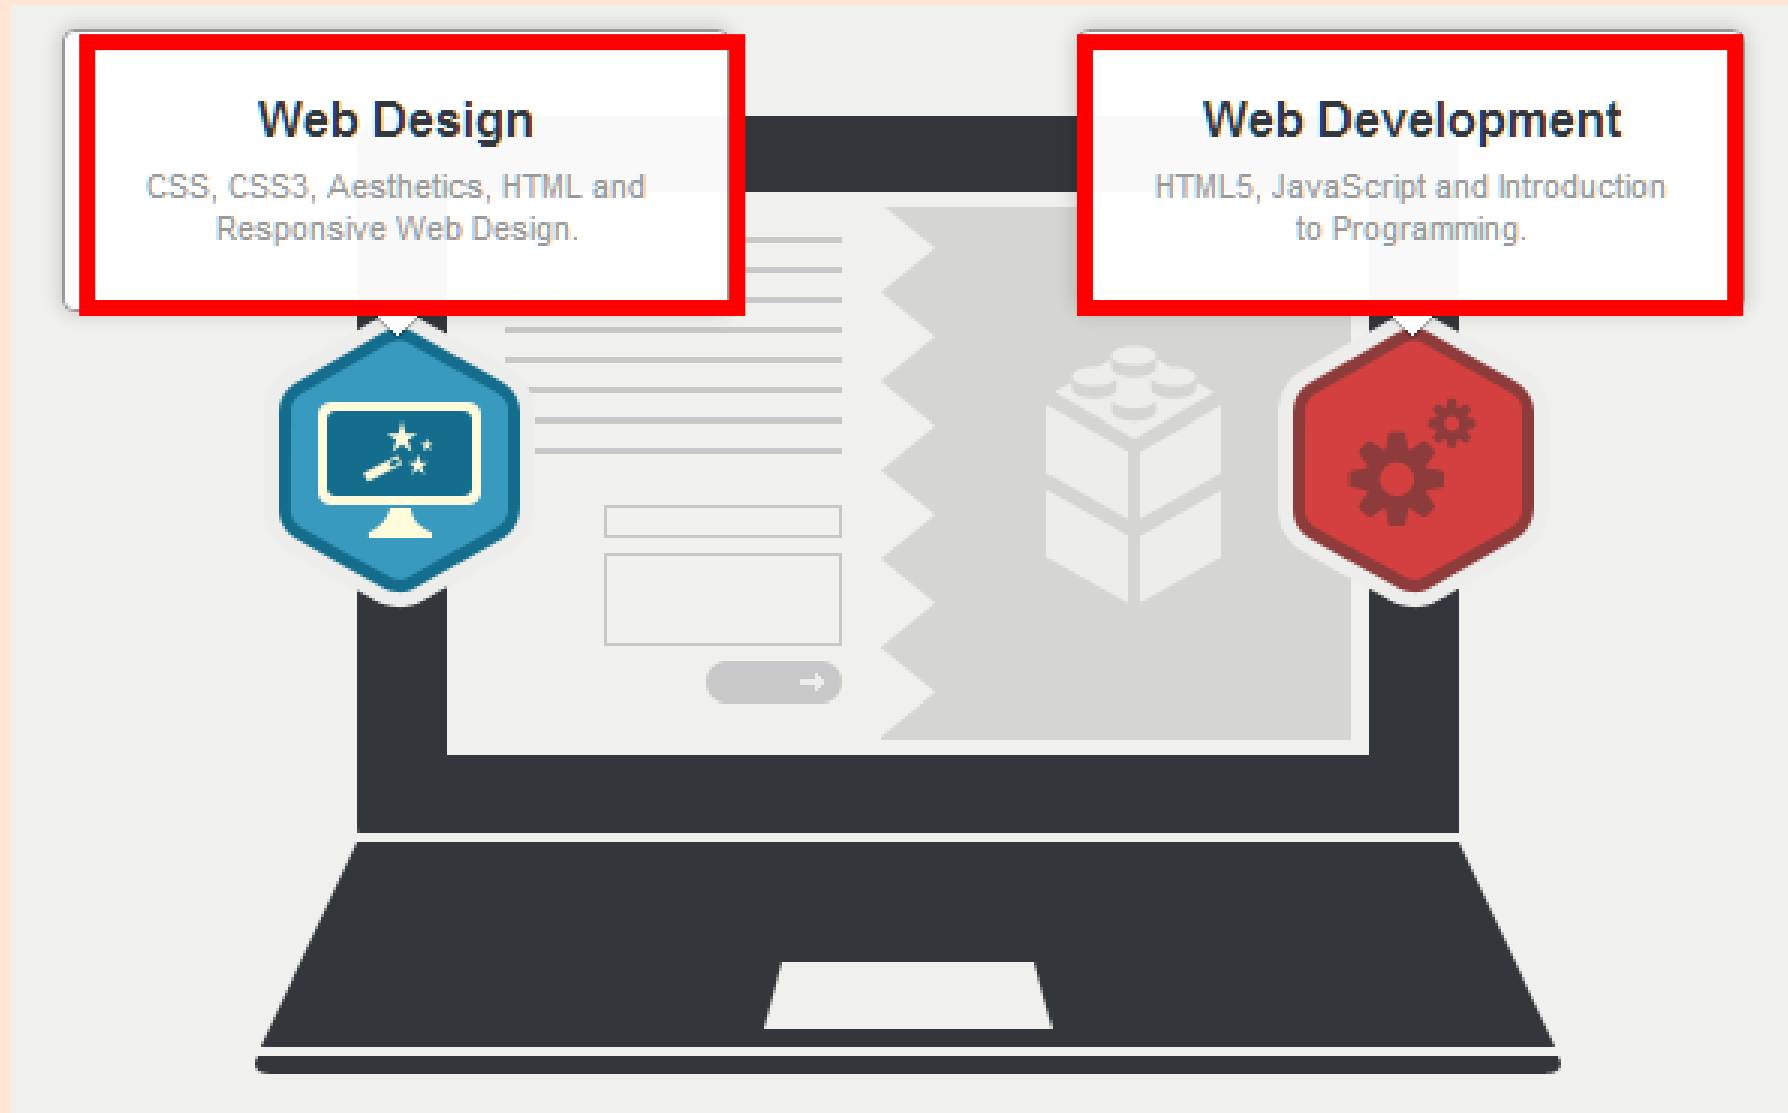 Web Design
CSS, CSS3, Aesthetics, HTML and
Responsive Web Design.
Web Development
HTML5, JavaScript and Introduction
to Programming.